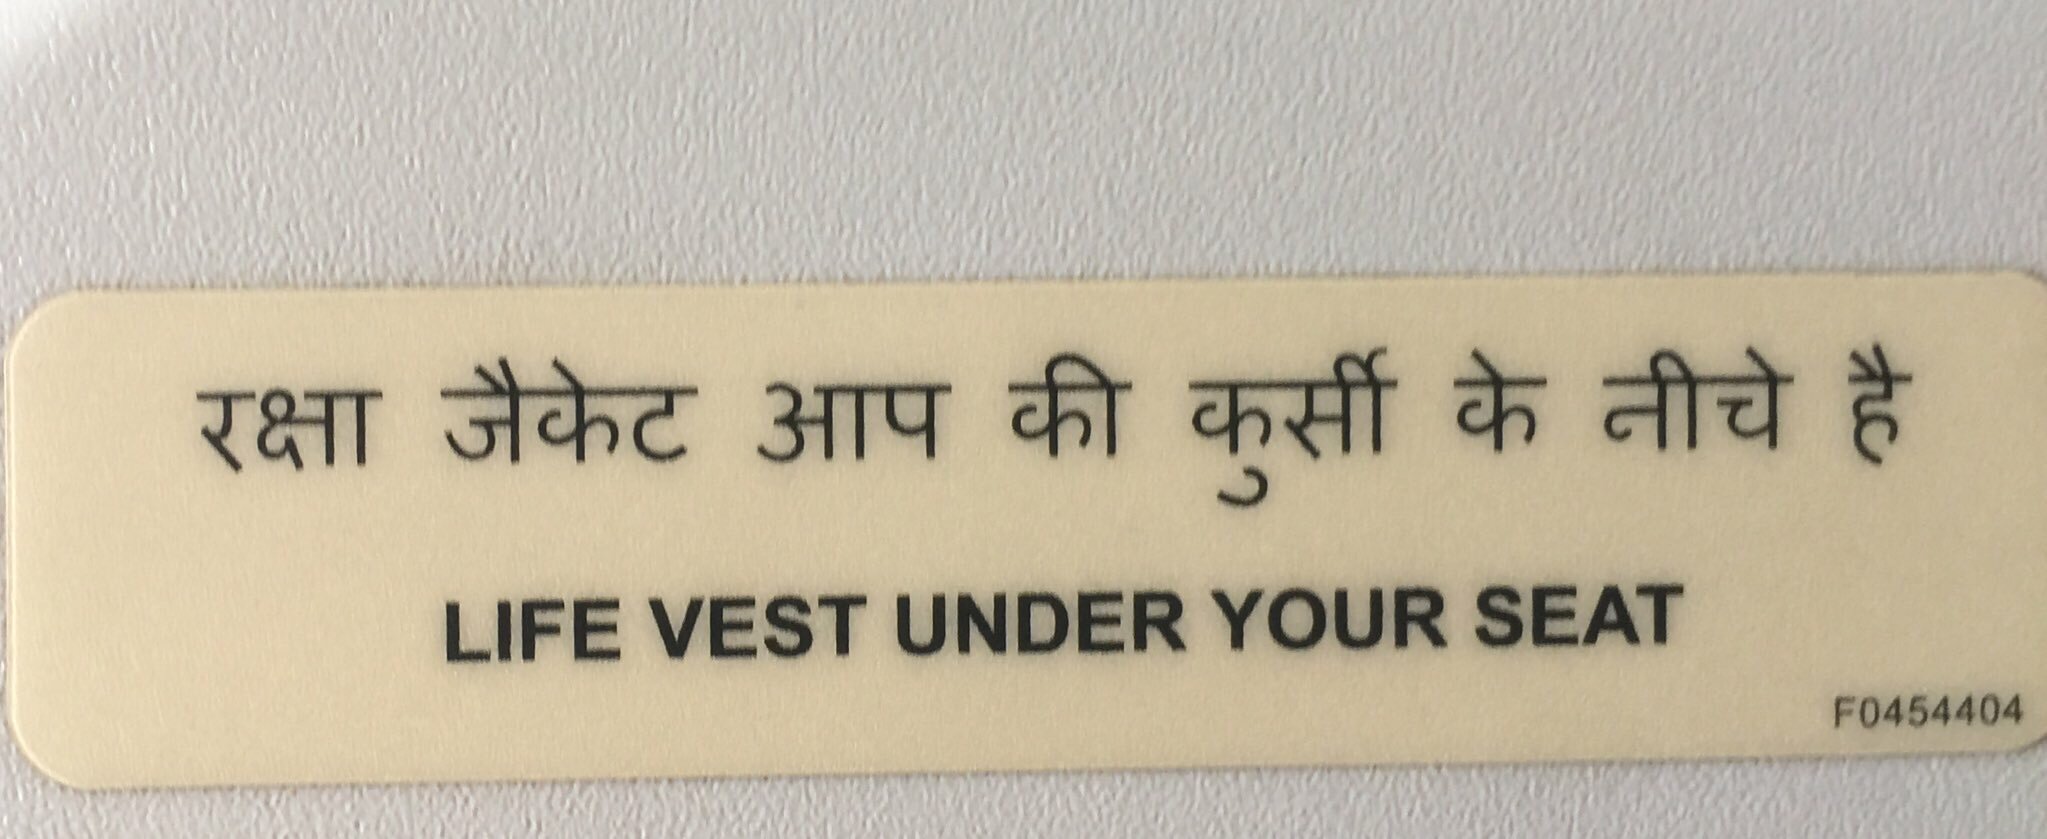 रक्षा जैकेट आप की कुर्सी के नीचे है
LIFE VEST UNDER YOUR SEAT
F0454404